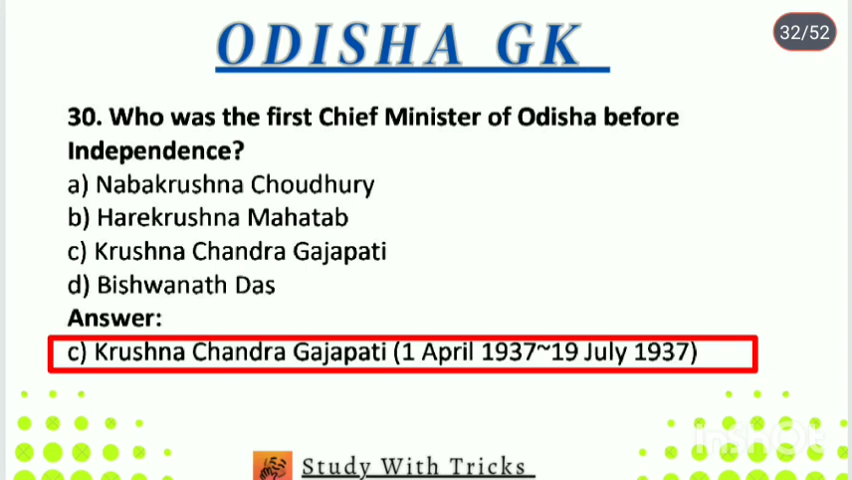 ODISHA GK
32/52
30. Who was the first Chief Minister of Odisha before
Independence?
a) Nabakrushna Choudhury
b) Harekrushna Mahatab
c) Krushna Chandra Gajapati
d) Bishwanath Das
Answer:
c) Krushna Chandra Gajapati (1 April 1937~19 July 1937)
InShOt
Study With Tricks